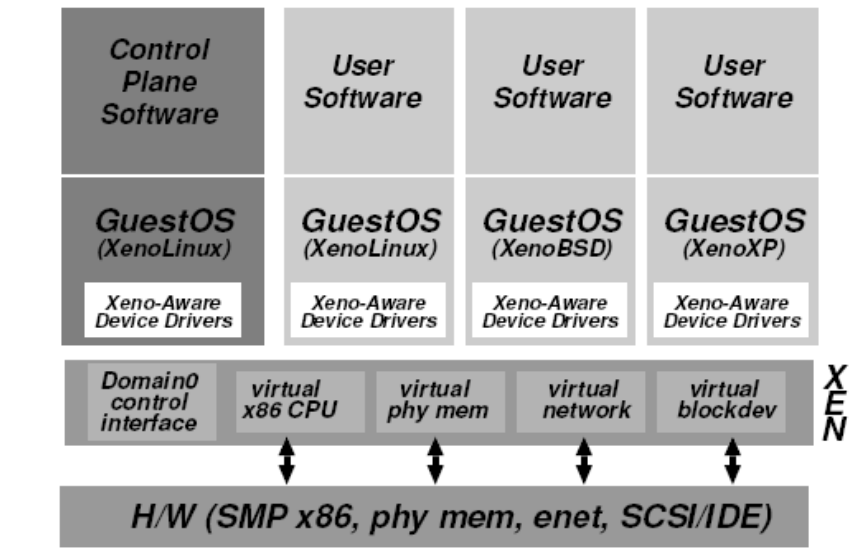 Control
Plane
Software
User
Software
User
Software
User
Software
GuestOS
(XenoLinux)
Xeno-Aware
Device Drivers
GuestOS
(XenoLinux)
Xeno-Aware
Device Drivers
GuestOS
(XenoBSD)
Xeno-Aware
Device Drivers
GuestOS
(XenoXP)
Xeno-Aware
Device Drivers
Domain0
control
interface
virtual
x86 CPU
virtual
phy mem
virtual
network
virtual
blockdev
XEN
H/W (SMP x86, phy mem, enet, SCSI/IDE)